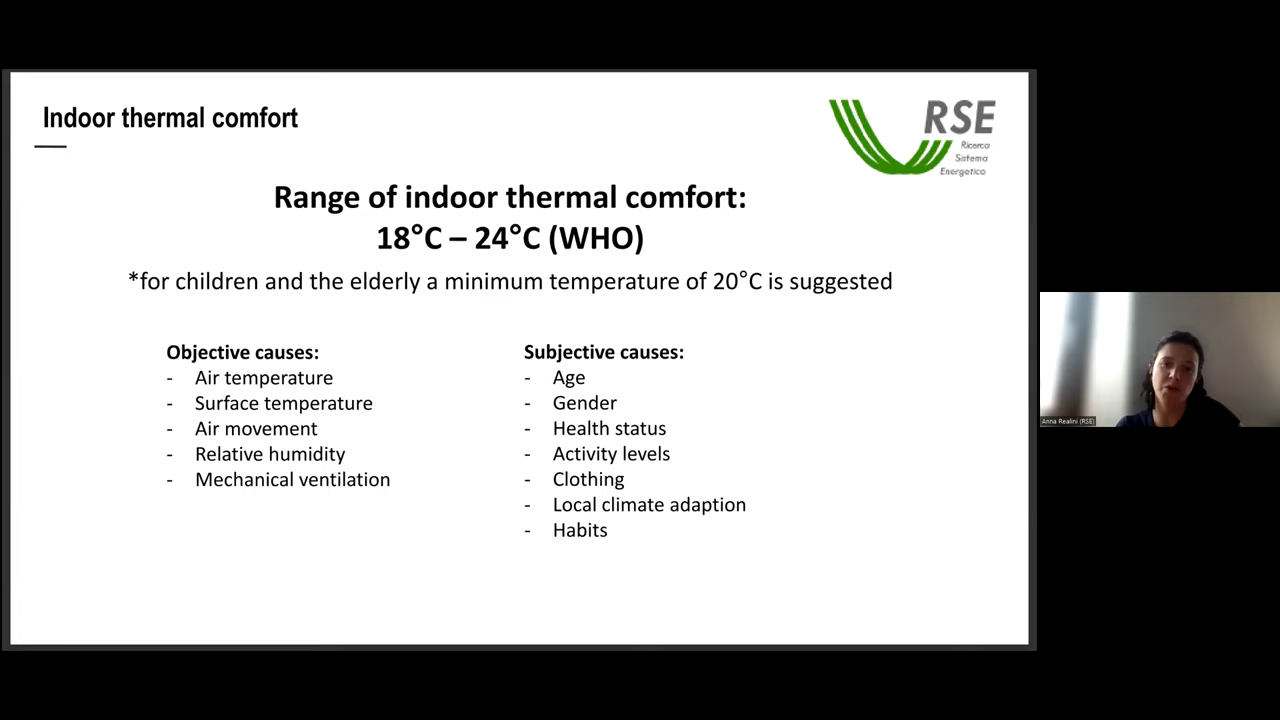 Indoor thermal comfort
RSE
Ricerca
Sistema
Energetico
Range of indoor thermal comfort:
18°C – 24°C (WHO)
*for children and the elderly a minimum temperature of 20°C is suggested
Objective causes:
- Air temperature
- Surface temperature
- Air movement
- Relative humidity
- Mechanical ventilation
Subjective causes:
- Age
- Gender
- Health status
- Activity levels
- Clothing
- Local climate adaption
- Habits
Anna Realini (RSE)